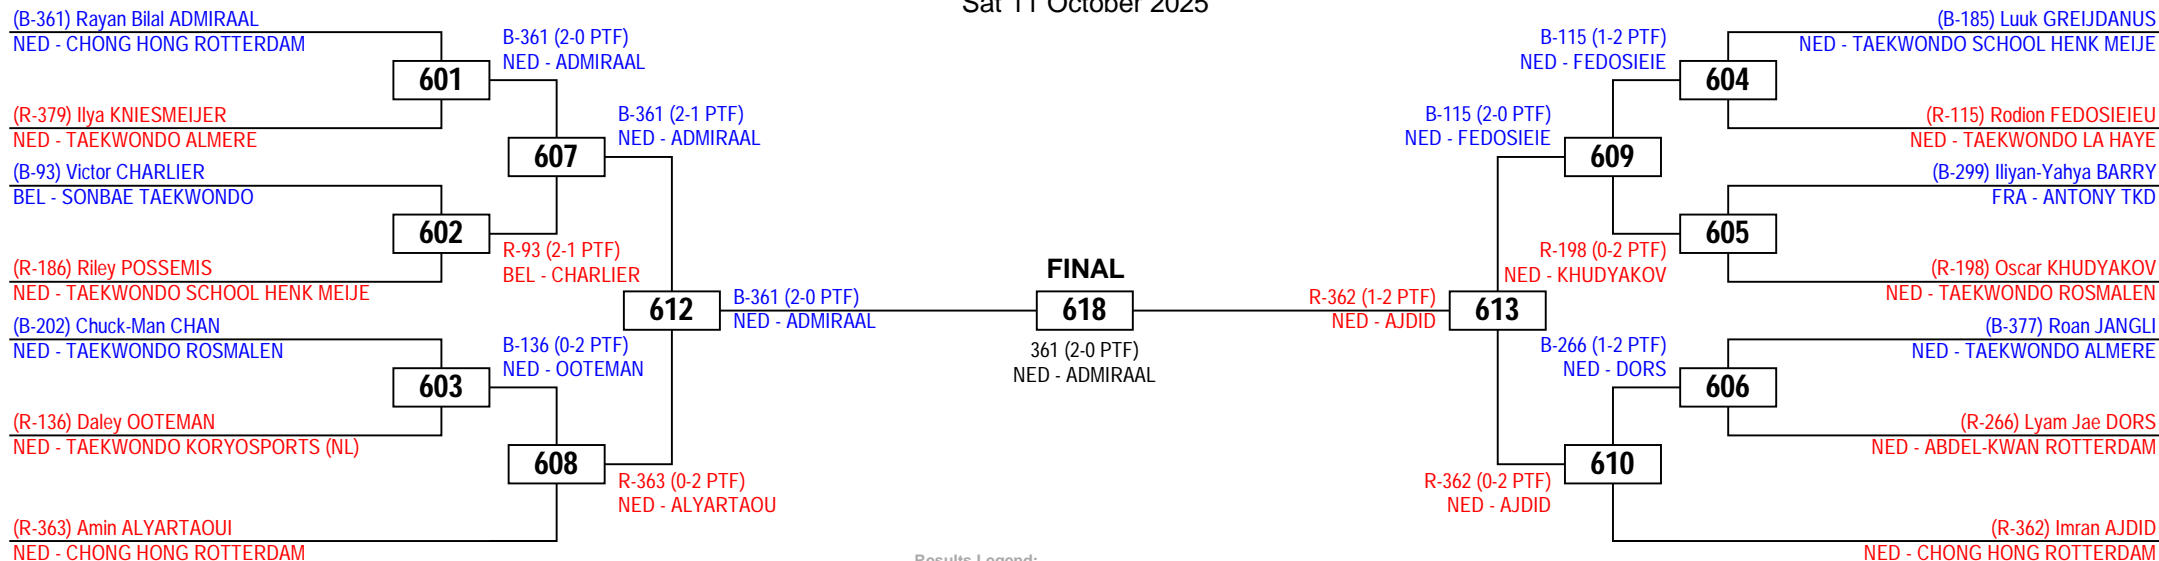 Sat 11 October 2025
(B-361) Rayan Bilal ADMIRAAL
NED - CHONG HONG ROTTERDAM
601
(R-379) Ilya KNIESMEIJER
NED - TAEKWONDO ALMERE
B-361 (2-0 PTF)
NED - ADMIRAAL
(B-93) Victor CHARLIER
BEL - SONBAE TAEKWONDO
602
(R-186) Riley POSSEMIS
NED - TAEKWONDO SCHOOL HENK MEIJE
R-93 (2-1 PTF)
BEL - CHARLIER
607
B-361 (2-1 PTF)
NED - ADMIRAAL
(B-202) Chuck-Man CHAN
NED - TAEKWONDO ROSMALEN
603
(R-136) Daley OOTEMAN
NED - TAEKWONDO KORYOSPORTS (NL)
B-136 (0-2 PTF)
NED - OOTEMAN
608
(R-363) Amin ALYARTAOUI
NED - CHONG HONG ROTTERDAM
R-363 (0-2 PTF)
NED - ALYARTAOU
612
B-361 (2-0 PTF)
NED - ADMIRAAL
FINAL
618
361 (2-0 PTF)
NED - ADMIRAAL
R-362 (1-2 PTF)
NED - AJDID
613
B-115 (2-0 PTF)
NED - FEDOSIEIE
609
B-115 (1-2 PTF)
NED - FEDOSIEIE
604
(B-185) Luuk GREIJDANUS
NED - TAEKWONDO SCHOOL HENK MEIJE
(R-115) Rodion FEDOSIEIEU
NED - TAEKWONDO LA HAYE
(B-299) Iliyan-Yahya BARRY
FRA - ANTONY TKD
605
R-198 (0-2 PTF)
NED - KHUDYAKOV
(R-198) Oscar KHUDYAKOV
NED - TAEKWONDO ROSMALEN
(B-377) Roan JANGLI
NED - TAEKWONDO ALMERE
606
B-266 (1-2 PTF)
NED - DORS
(R-266) Lyam Jae DORS
NED - ABDEL-KWAN ROTTERDAM
610
R-362 (0-2 PTF)
NED - AJDID
(R-362) Imran AJDID
NED - CHONG HONG ROTTERDAM
Results Legend: